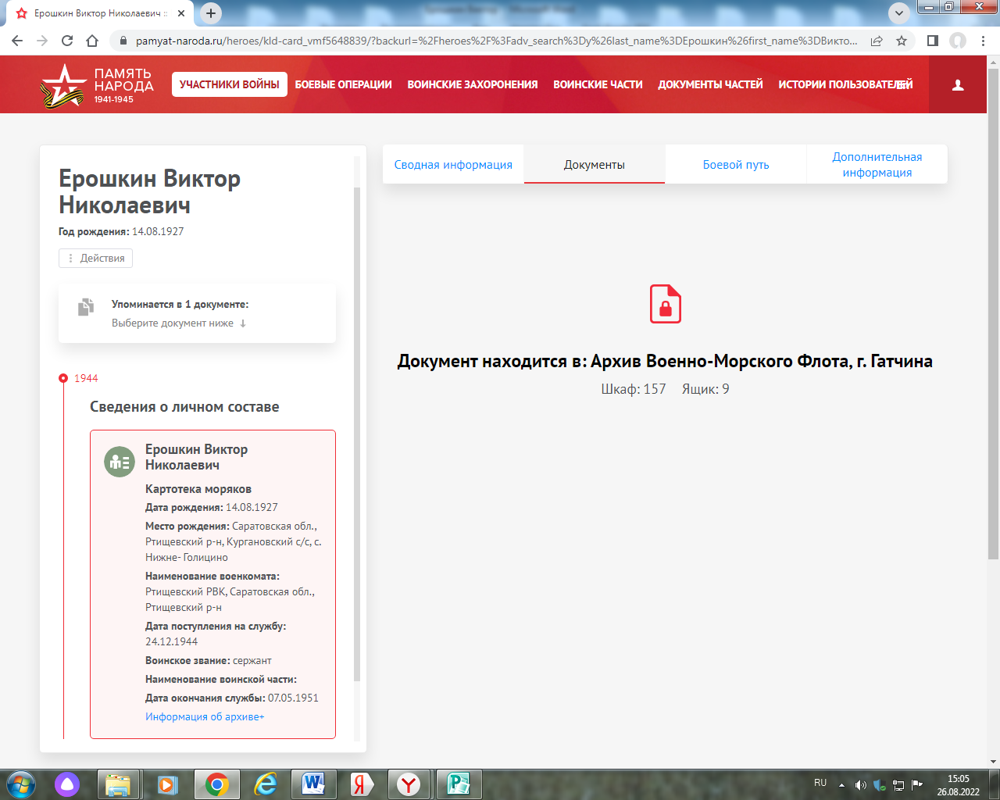 Ерошкин Виктор Николаевич ::
pamyat-naroda.ru/heroes/kld-card_vmf5648839/?backurl=%2Fheroes%2F%3Fadv_search%3Dy%26last_name%3DЕрошкин%26first_name%3DВикто...
ПАМЯТЬ
НАРОДА
1941-1945
УЧАСТНИКИ ВОЙНЫ
БОЕВЫЕ ОПЕРАЦИИ
ВОИНСКИЕ ЗАХОРОНЕНИЯ
ВОИНСКИЕ ЧАСТИ
ДОКУМЕНТЫ ЧАСТЕЙ
ИСТОРИИ ПОЛЬЗОВАТЕЛЕЙ
En
Ерошкин Виктор
Николаевич
Год рождения: 14.08.1927
Действия
Упоминается в 1 документе:
Выберите документ ниже ↓
1944
Сведения о личном составе
Ерошкин Виктор
Николаевич
Картотека моряков
Дата рождения: 14.08.1927
Место рождения: Саратовская обл.,
Ртищевский р-н, Кургановский с/с, с.
Нижне- Голицино
Наименование военкомата:
Ртищевский РВК, Саратовская обл.,
Ртищевский р-н
Дата поступления на службу:
24.12.1944
Воинское звание: сержант
Наименование воинской части:
Дата окончания службы: 07.05.1951
Информация об архиве+
Сводная информация
Документы
Боевой путь
Дополнительная
информация
Документ находится в: Архив Военно-Морского Флота, г. Гатчина
Шкаф: 157 Ящик: 9
RU
15:05
26.08.2022